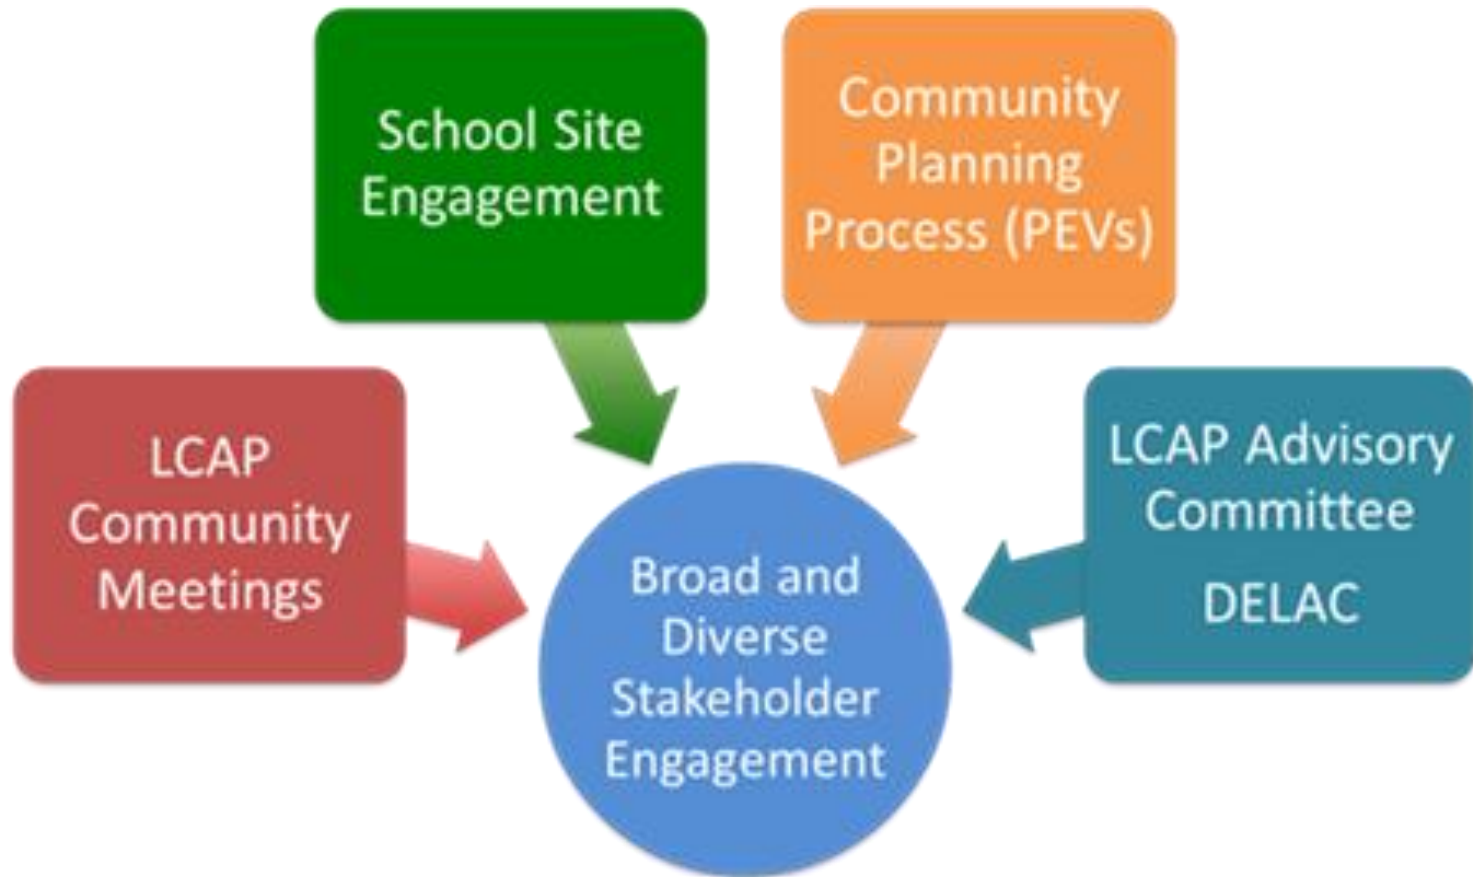 School Site
Engagement
Community
Planning
Process (PEVs)
LCAP
Community
Meetings
LCAP Advisory
Committee
DELAC
Broad and
Diverse
Stakeholder
Engagement